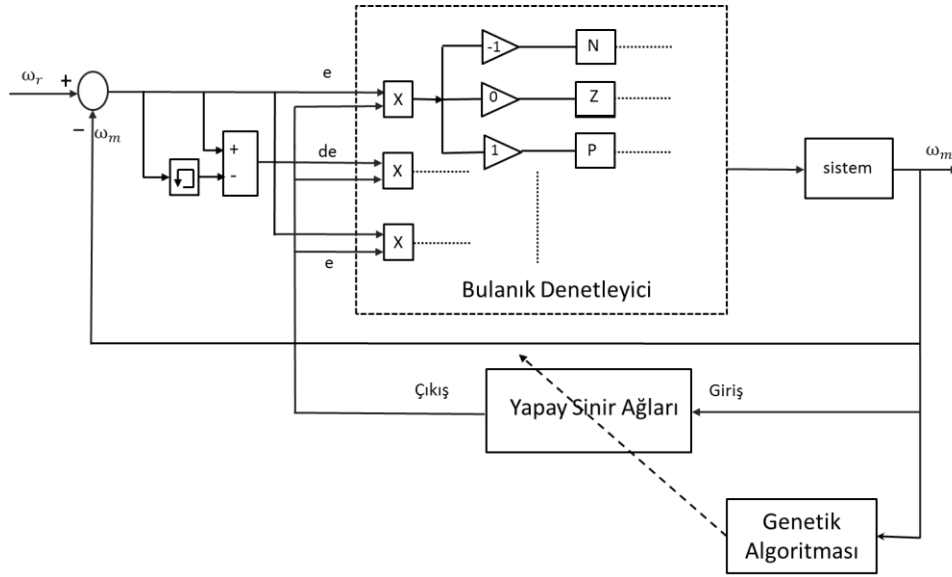 ω_r
+
−
ω_m
e
+
-
de
e
X
X
X
-1
0
1
N
Z
P
Bulanık Denetleyici
sistem
ω_m
Çıkış
Yapay Sinir Ağları
Giriş
Genetik
Algoritması